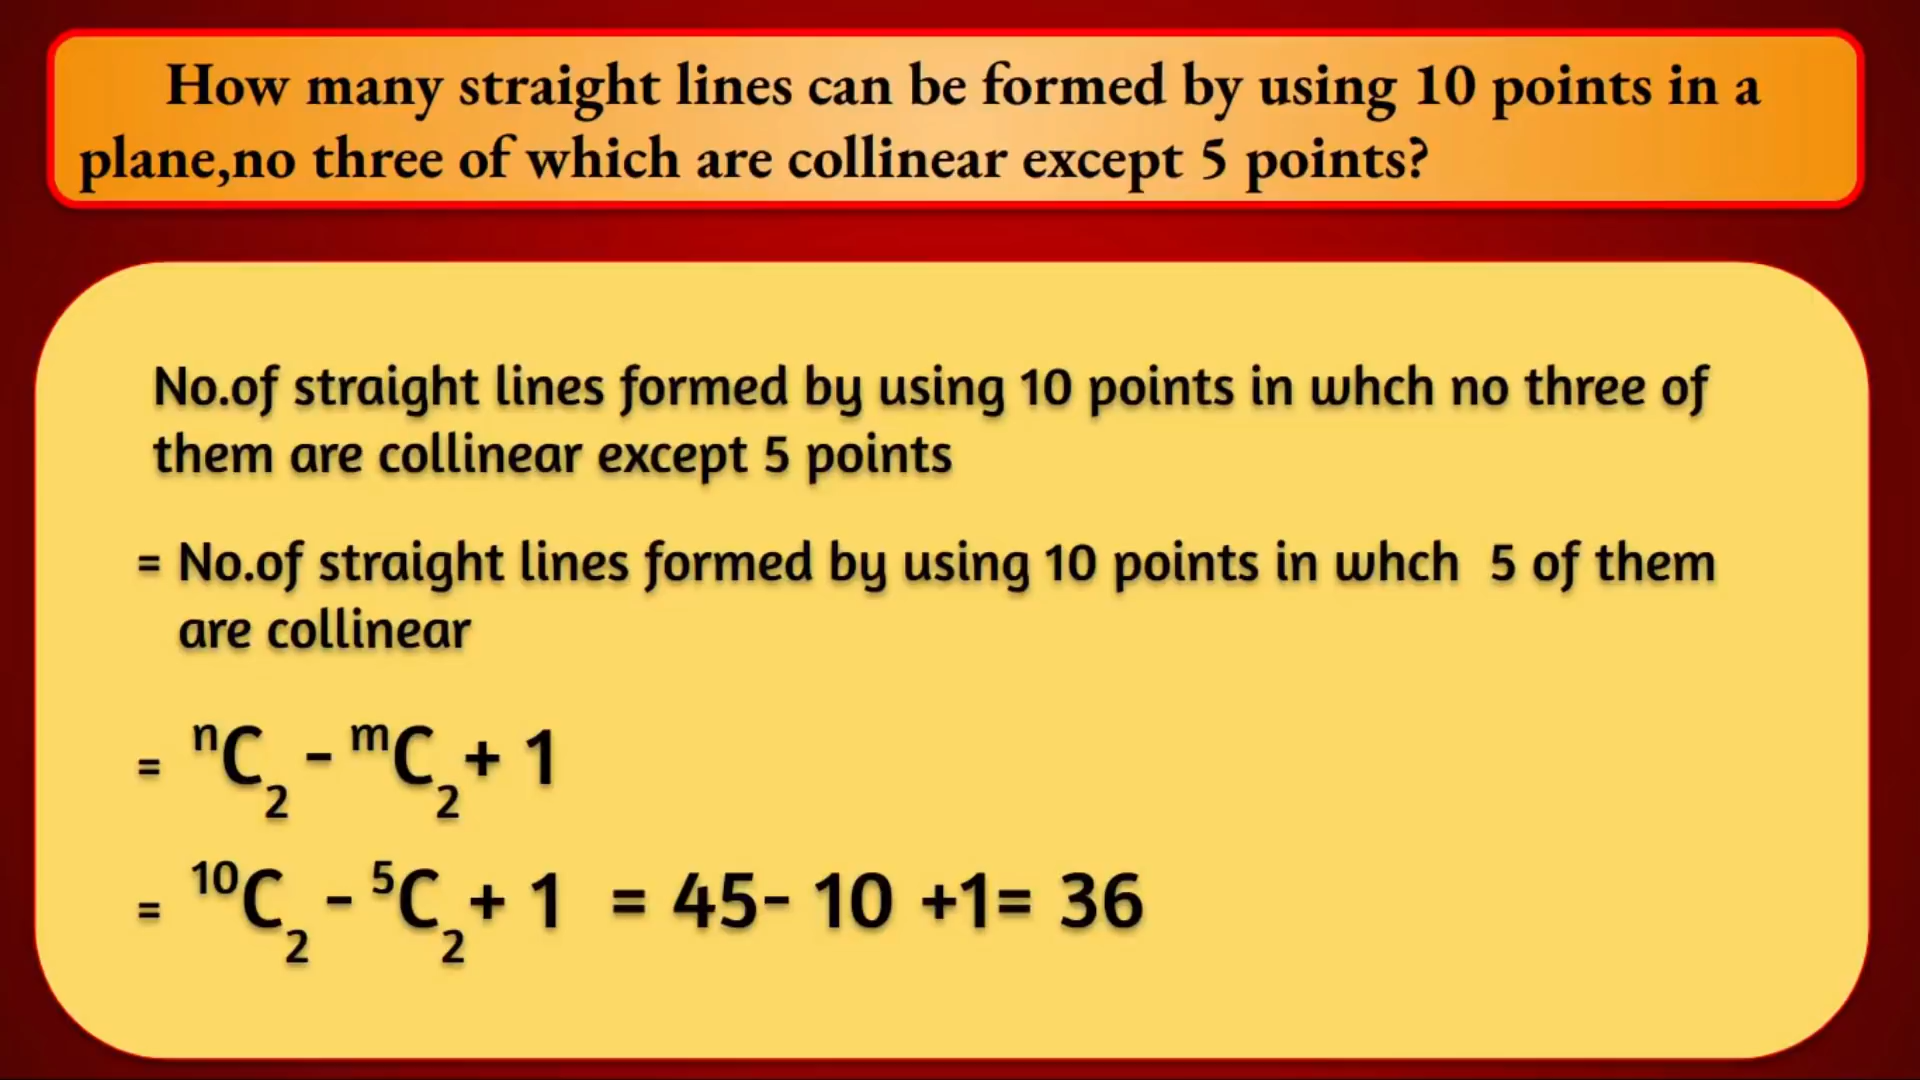 How many straight lines can be formed by using 10 points in a
plane,no three of which are collinear except 5 points?
No.of straight lines formed by using 10 points in whch no three of
them are collinear except 5 points
= No.of straight lines formed by using 10 points in whch 5 of them
are collinear
= ⁿC₂ - ᵐC₂ + 1
= ¹⁰C₂ - ⁵C₂ + 1 = 45- 10 +1= 36